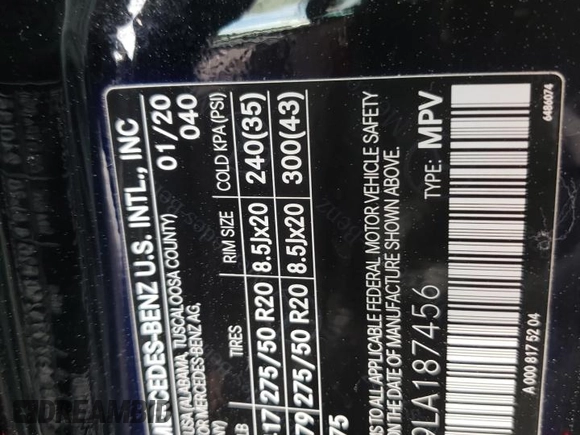 MERCEDES-BENZ U.S. INTL., INC
01/20
USA (ALABAMA, TUSCALOOSA COUNTY)
040
OR MERCEDES-BENZ AG,
TIRES RIM SIZE COLD KPA (PSI)
275/50 R20 8.5Jx20 240(35)
275/50 R20 8.5Jx20 300(43)
TO ALL APPLICABLE FEDERAL MOTOR VEHICLE SAFETY
DATE OF MANUFACTURE SHOWN ABOVE.
LA187456 TYPE: MPV
A 000 817 52 04
6486074
DREAMBID